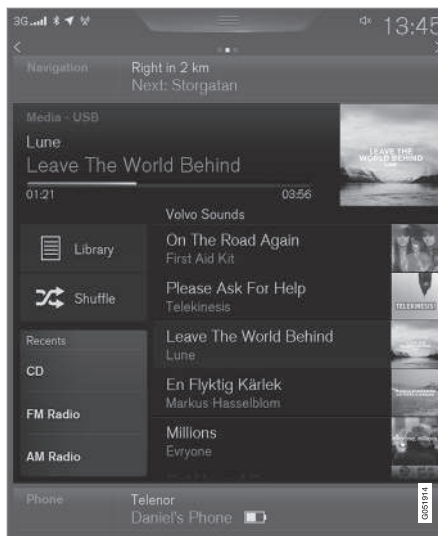 3G
13:45
Navigation
Right in 2 km
Next: Storgatan
Media - USB
Lune
Leave The World Behind
01:21
03:56
LEAVE THE
WORLD BEHIND
LUNE
Volvo Sounds
Library
Shuffle
On The Road Again
First Aid Kit
Please Ask For Help
Telekinesis
TELEKINESIS!
Leave The World Behind
Lune
En Flyktig Kärlek
Markus Hasselblom
Millions
Evryone
Recents
CD
FM Radio
AM Radio
Phone
Telenor
Daniel's Phone
G051914